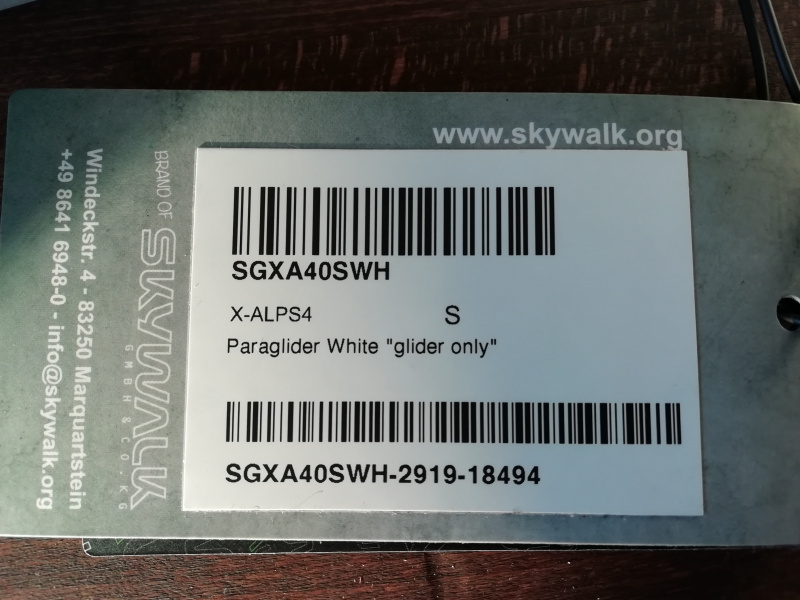 www.skywalk.org
SGXA40SWH
X-ALPS4 S
Paraglider White "glider only"
SGXA40SWH-2919-18494
BRAND OF
SKYWALK
GMBH & CO. KG
Windeckstr. 4 - 83250 Marquartstein
+49 8641 6948-0 - info@skywalk.org